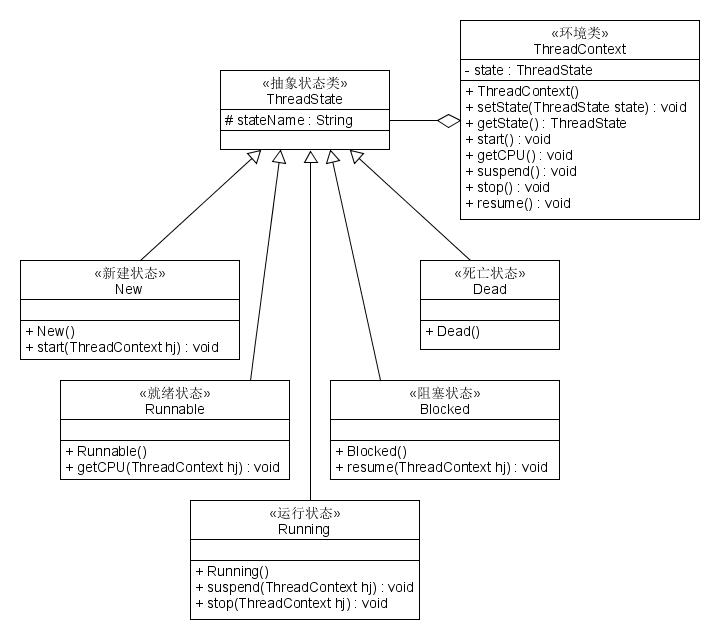 «环境类»
ThreadContext
- state : ThreadState
+ ThreadContext()
+ setState(ThreadState state) : void
+ getState() : ThreadState
+ start() : void
+ getCPU() : void
+ suspend() : void
+ stop() : void
+ resume() : void
«抽象状态类»
ThreadState
# stateName : String
«新建状态»
New
+ New()
+ start(ThreadContext hj) : void
«死亡状态»
Dead
+ Dead()
«就绪状态»
Runnable
+ Runnable()
+ getCPU(ThreadContext hj) : void
«阻塞状态»
Blocked
+ Blocked()
+ resume(ThreadContext hj) : void
«运行状态»
Running
+ Running()
+ suspend(ThreadContext hj) : void
+ stop(ThreadContext hj) : void